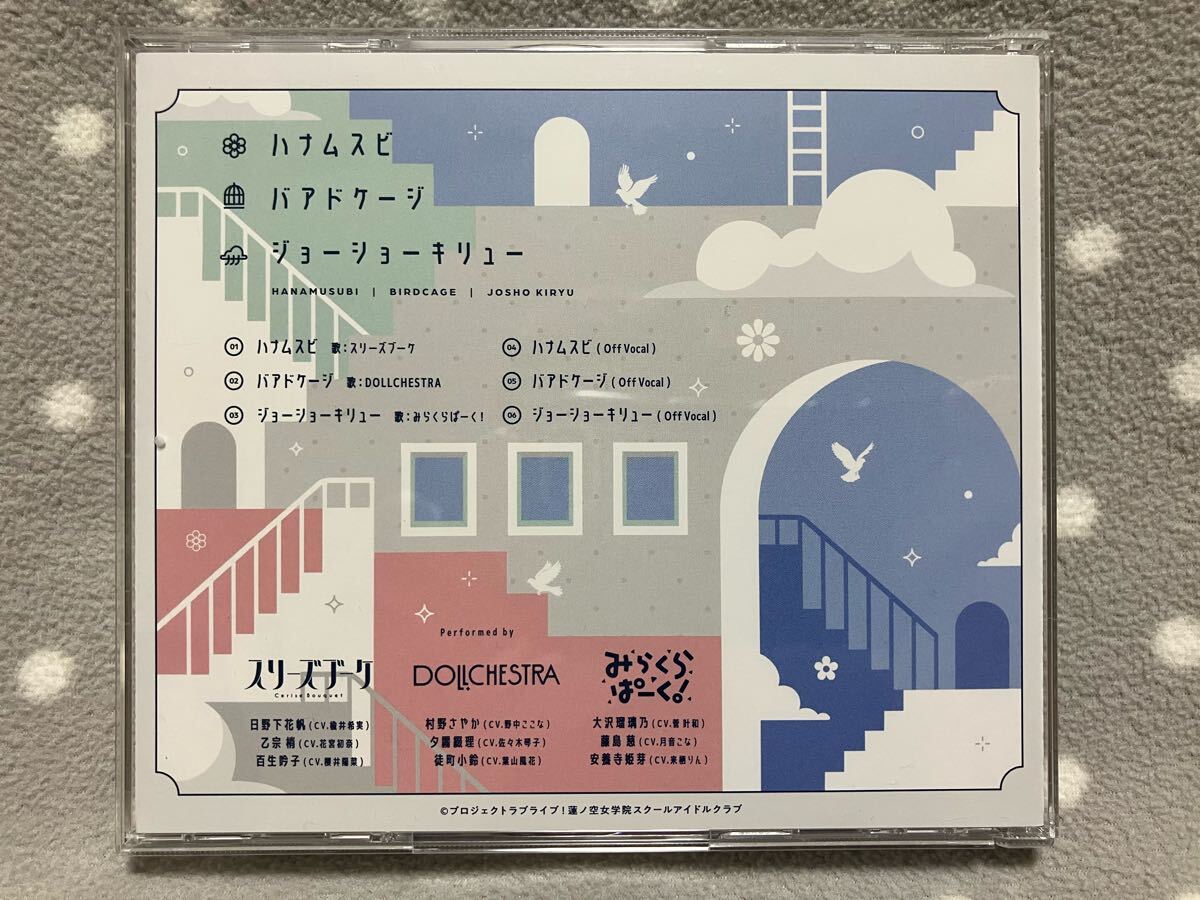 ハナムスビ
バアドケージ
ジョーショーキリュー
HANAMUSUBI | BIRDCAGE | JOSHO KIRYU
01 ハナムスビ 歌：スリーズブーケ
02 バアドケージ 歌：DOLLCHESTRA
03 ジョーショーキリュー 歌：みらくらぱーく！
04 ハナムスビ (Off Vocal)
05 バアドケージ (Off Vocal)
06 ジョーショーキリュー (Off Vocal)
Performed by
スリーズブーケ
Cerise Bouquet
日野下花帆 (CV.楡井希実)
乙宗 梢 (CV.花宮初奈)
百生吟子 (CV.櫻井陽菜)
DOLLCHESTRA
村野さやか (CV.野中ここな)
夕霧綴理 (CV.佐々木琴子)
徒町小鈴 (CV.葉山風花)
みらくら
ぱーく！
大沢瑠璃乃 (CV.菅 叶和)
藤島 慈 (CV.月音こな)
安養寺姫芽 (CV.来栖りん)
©プロジェクトラブライブ！蓮ノ空女学院スクールアイドルクラブ